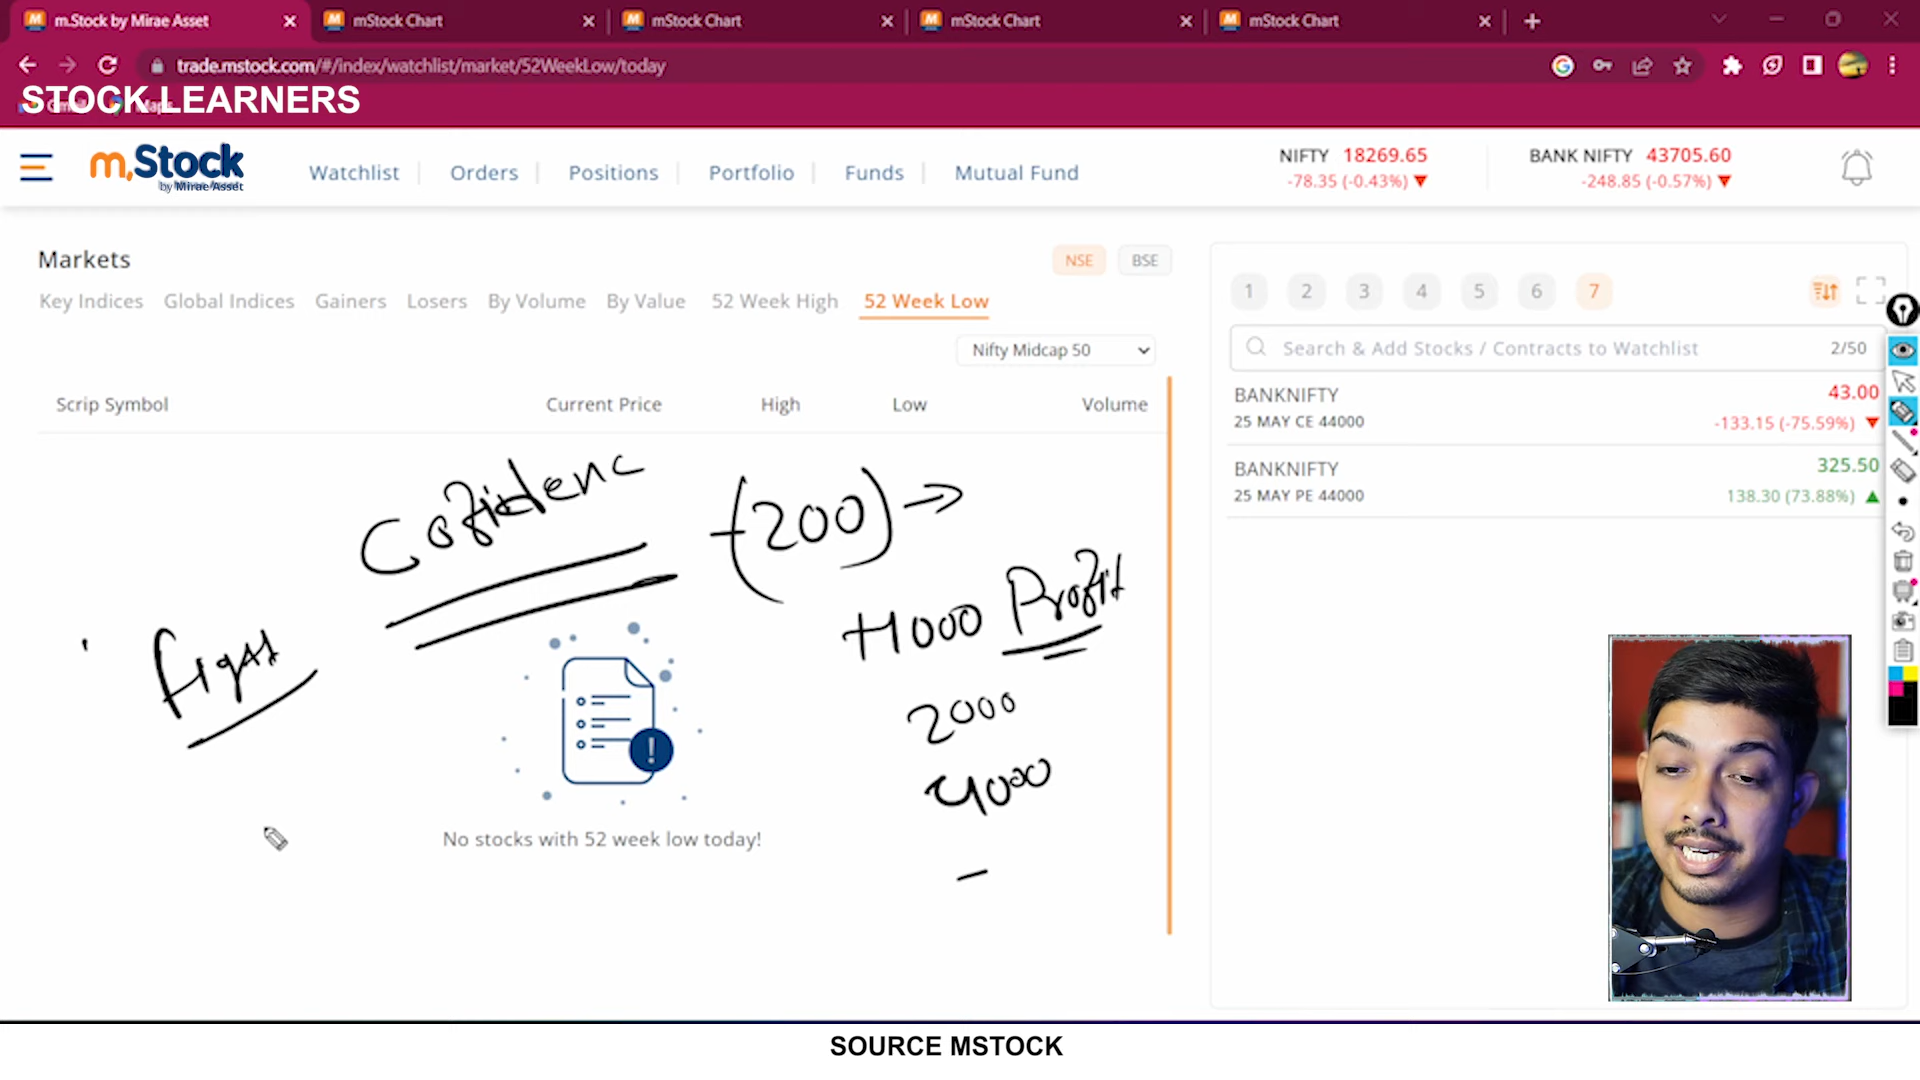 m.Stock by Mirae Asset
mStock Chart
mStock Chart
mStock Chart
mStock Chart
trade.mstock.com/#/index/watchlist/market/52WeekLow/today
STOCK LEARNERS
m.Stock
by Mirae Asset
Watchlist
Orders
Positions
Portfolio
Funds
Mutual Fund
NIFTY 18269.65
-78.35 (-0.43%)
BANK NIFTY 43705.60
-248.85 (-0.57%)
Markets
NSE
BSE
Key Indices
Global Indices
Gainers
Losers
By Volume
By Value
52 Week High
52 Week Low
Nifty Midcap 50
Scrip Symbol
Current Price
High
Low
Volume
1
2
3
4
5
6
7
Search & Add Stocks / Contracts to Watchlist
2/50
BANKNIFTY
43.00
25 MAY CE 44000
-133.15 (-75.59%)
BANKNIFTY
325.50
25 MAY PE 44000
138.30 (73.88%)
Cofidenc
-(200) →
+1000 Profit
2000
4000
No stocks with 52 week low today!
SOURCE MSTOCK